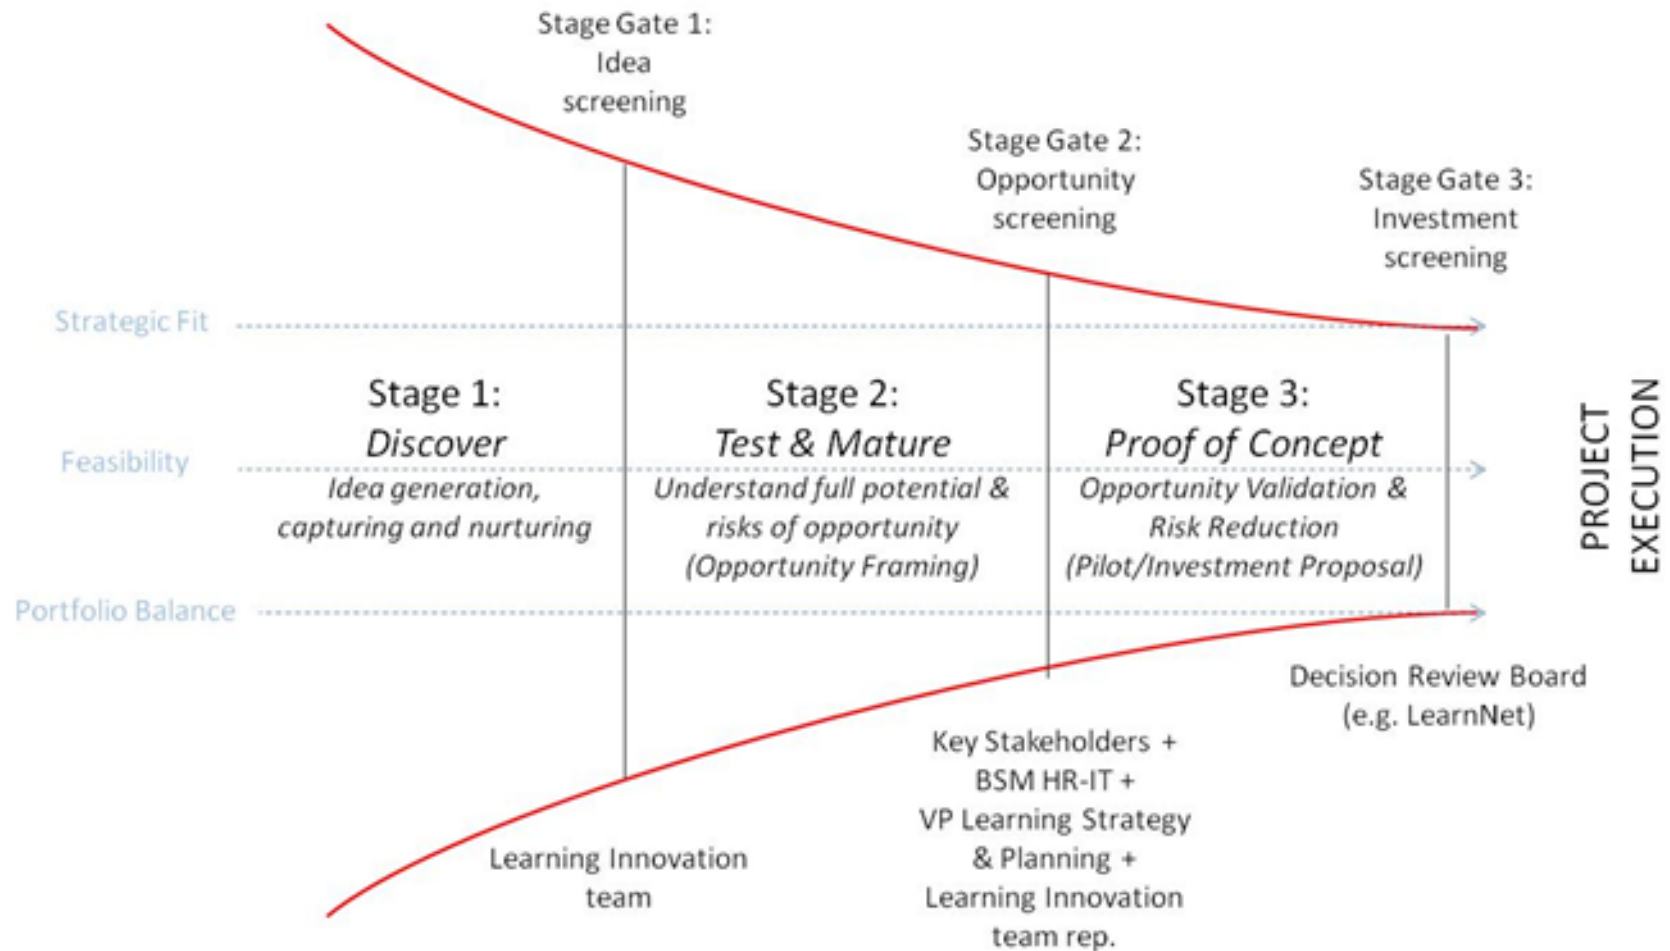 Stage Gate 1:
Idea
screening
Stage Gate 2:
Opportunity
screening
Stage Gate 3:
Investment
screening
Strategic Fit
Stage 1:
Discover
Idea generation,
capturing and nurturing
Stage 2:
Test & Mature
Understand full potential &
risks of opportunity
(Opportunity Framing)
Stage 3:
Proof of Concept
Opportunity Validation &
Risk Reduction
(Pilot/Investment Proposal)
PROJECT
EXECUTION
Feasibility
Portfolio Balance
Learning Innovation
team
Key Stakeholders +
BSM HR-IT +
VP Learning Strategy
& Planning +
Learning Innovation
team rep.
Decision Review Board
(e.g. LearnNet)